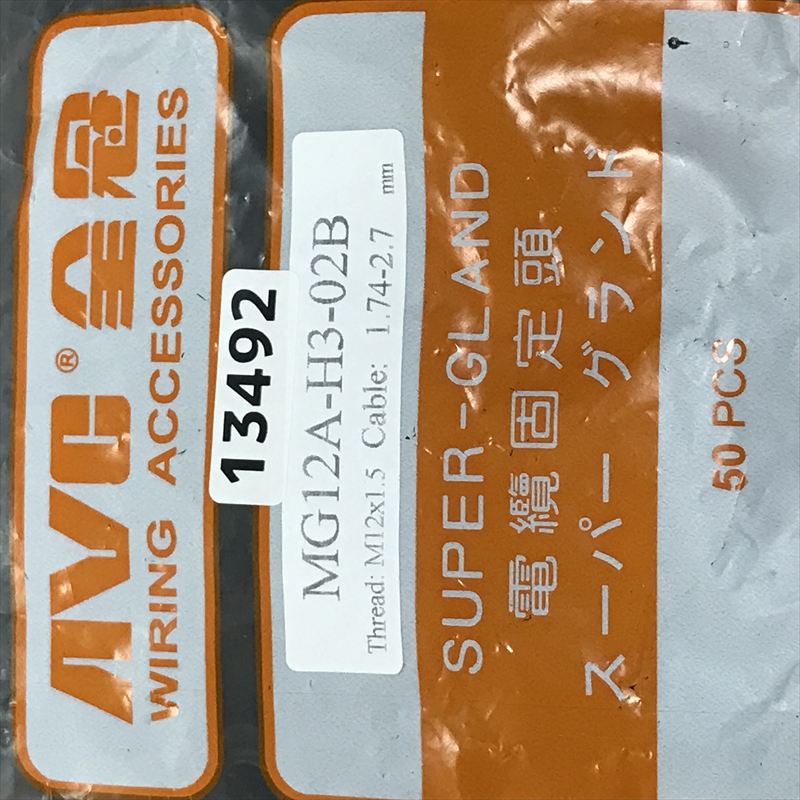 AVC® 全冠
WIRING ACCESSORIES
13492
MG12A-H3-02B
Thread: M12x1.5 Cable: 1.74-2.7 mm
SUPER-GLAND
電纜固定頭
スーパー グランド
50 PCS